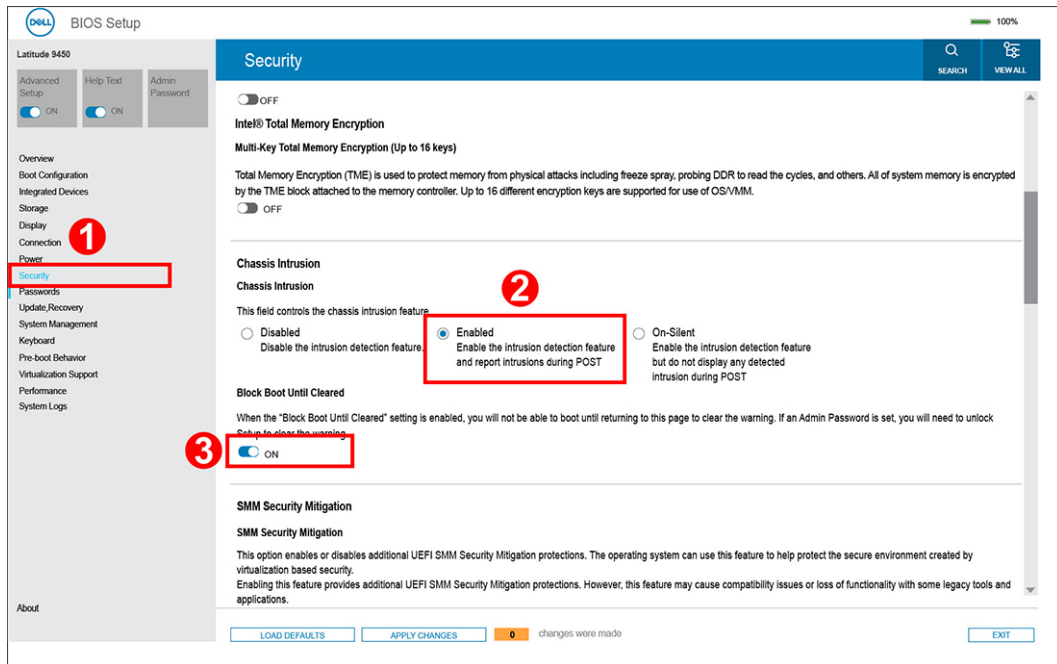 DELL
BIOS Setup
100%
Latitude 9450
Advanced Setup
ON
Help Text
ON
Admin Password
Overview
Boot Configuration
Integrated Devices
Storage
Display
Connection
Power
Security
Passwords
Update,Recovery
System Management
Keyboard
Pre-boot Behavior
Virtualization Support
Performance
System Logs
About
1
Security
SEARCH
VIEW ALL
OFF
Intel® Total Memory Encryption
Multi-Key Total Memory Encryption (Up to 16 keys)
Total Memory Encryption (TME) is used to protect memory from physical attacks including freeze spray, probing DDR to read the cycles, and others. All of system memory is encrypted
by the TME block attached to the memory controller. Up to 16 different encryption keys are supported for use of OS/VMM.
OFF
Chassis Intrusion
Chassis Intrusion
2
This field controls the chassis intrusion feature
Disabled
Disable the intrusion detection feature.
Enabled
Enable the intrusion detection feature
and report intrusions during POST
On-Silent
Enable the intrusion detection feature
but do not display any detected
intrusion during POST
Block Boot Until Cleared
When the "Block Boot Until Cleared" setting is enabled, you will not be able to boot until returning to this page to clear the warning. If an Admin Password is set, you will need to unlock
Setup to clear the warning
3
ON
SMM Security Mitigation
SMM Security Mitigation
This option enables or disables additional UEFI SMM Security Mitigation protections. The operating system can use this feature to help protect the secure environment created by
virtualization based security.
Enabling this feature provides additional UEFI SMM Security Mitigation protections. However, this feature may cause compatibility issues or loss of functionality with some legacy tools and
applications.
LOAD DEFAULTS
APPLY CHANGES
0
changes were made
EXIT